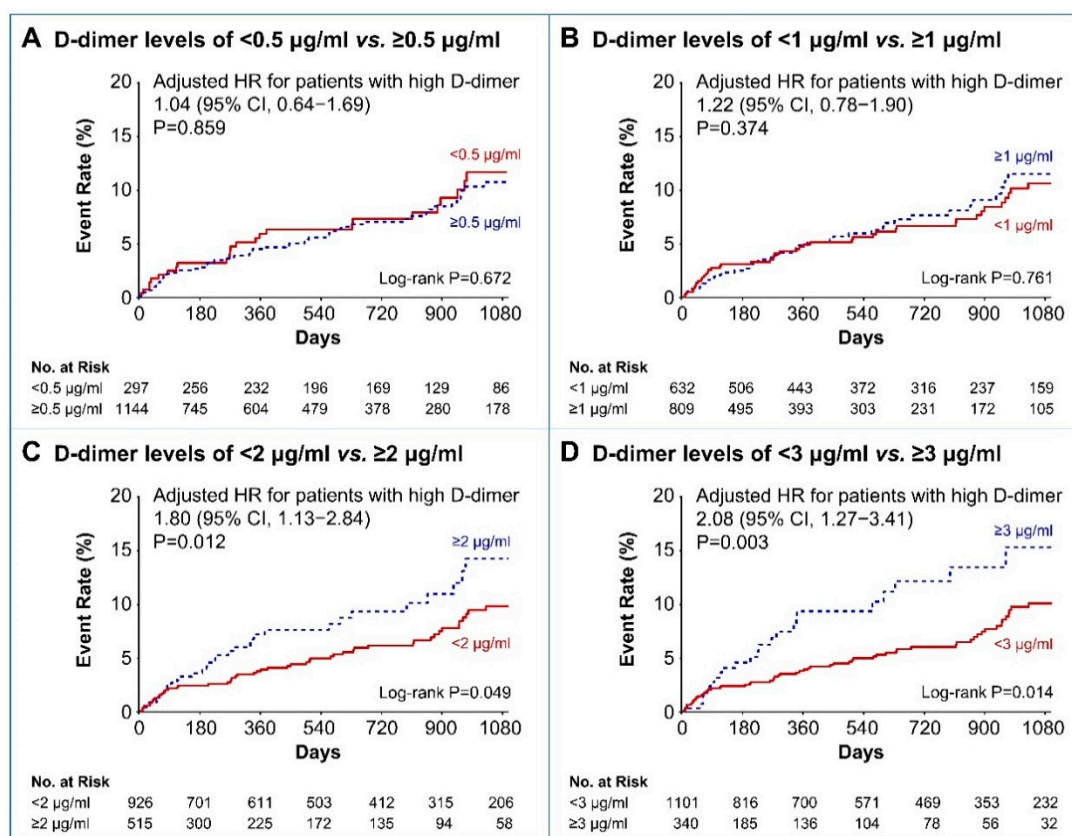 A D-dimer levels of <0.5 µg/ml vs. ≥0.5 µg/ml
Adjusted HR for patients with high D-dimer
1.04 (95% CI, 0.64–1.69)
P=0.859
Event Rate (%)
20
15
10
5
0
<0.5 µg/ml
≥0.5 µg/ml
Log-rank P=0.672
0 180 360 540 720 900 1080
Days
No. at Risk
<0.5 µg/ml 297 256 232 196 169 129 86
≥0.5 µg/ml 1144 745 604 479 378 280 178
B D-dimer levels of <1 µg/ml vs. ≥1 µg/ml
Adjusted HR for patients with high D-dimer
1.22 (95% CI, 0.78–1.90)
P=0.374
Event Rate (%)
20
15
10
5
0
≥1 µg/ml
<1 µg/ml
Log-rank P=0.761
0 180 360 540 720 900 1080
Days
No. at Risk
<1 µg/ml 632 506 443 372 316 237 159
≥1 µg/ml 809 495 393 303 231 172 105
C D-dimer levels of <2 µg/ml vs. ≥2 µg/ml
Adjusted HR for patients with high D-dimer
1.80 (95% CI, 1.13–2.84)
P=0.012
Event Rate (%)
20
15
10
5
0
≥2 µg/ml
<2 µg/ml
Log-rank P=0.049
0 180 360 540 720 900 1080
Days
No. at Risk
<2 µg/ml 926 701 611 503 412 315 206
≥2 µg/ml 515 300 225 172 135 94 58
D D-dimer levels of <3 µg/ml vs. ≥3 µg/ml
Adjusted HR for patients with high D-dimer
2.08 (95% CI, 1.27–3.41)
P=0.003
Event Rate (%)
20
15
10
5
0
≥3 µg/ml
<3 µg/ml
Log-rank P=0.014
0 180 360 540 720 900 1080
Days
No. at Risk
<3 µg/ml 1101 816 700 571 469 353 232
≥3 µg/ml 340 185 136 104 78 56 32